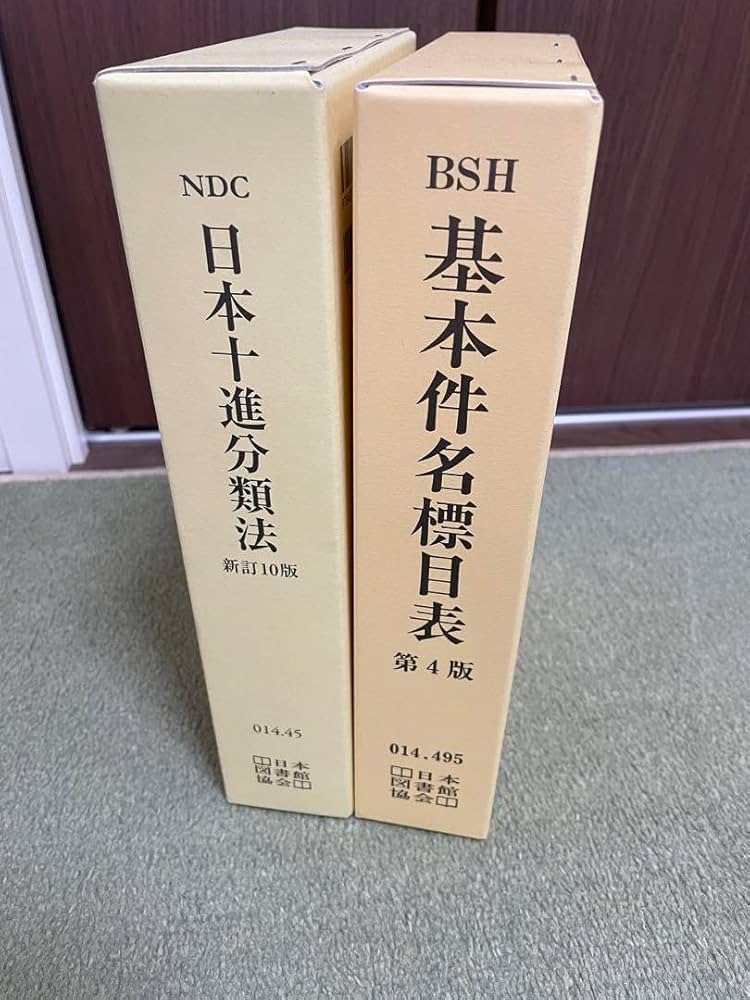 NDC
日本十進分類法
新訂10版
014.45
日本
図書館
協会
BSH
基本件名標目表
第4版
014.495
日本
図書館
協会